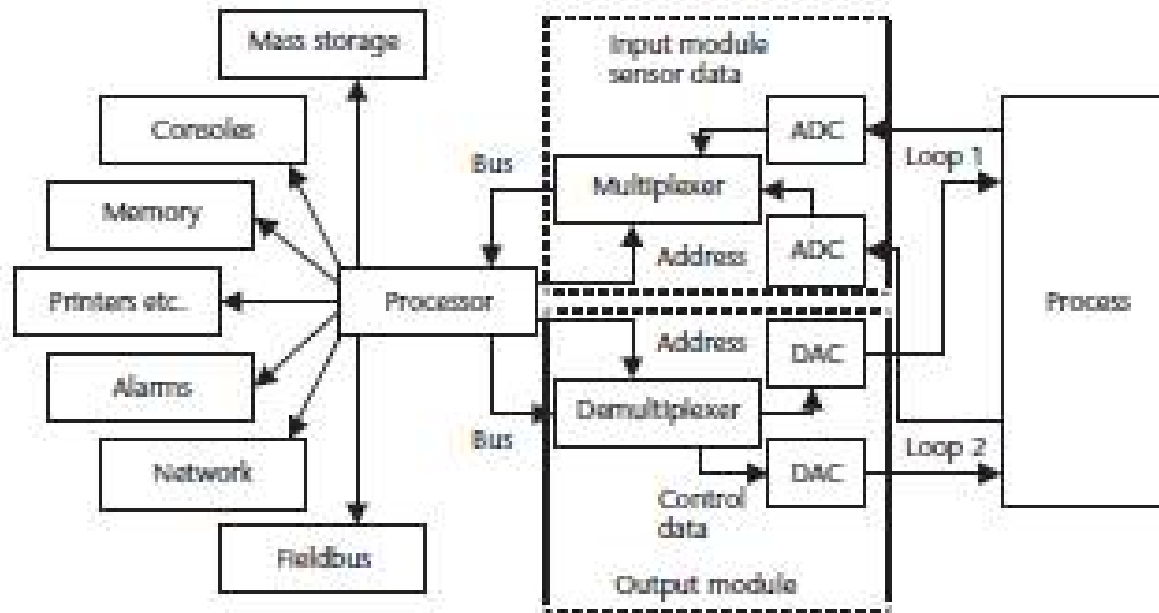 Mass storage
Consoles
Memory
Printers etc.
Alarms
Network
Fieldbus
Processor
Bus
Bus
Input module
sensor data
ADC
Multiplexer
Address
ADC
Address
DAC
Demultiplexer
DAC
Control
data
Output module
Loop 1
Loop 2
Process